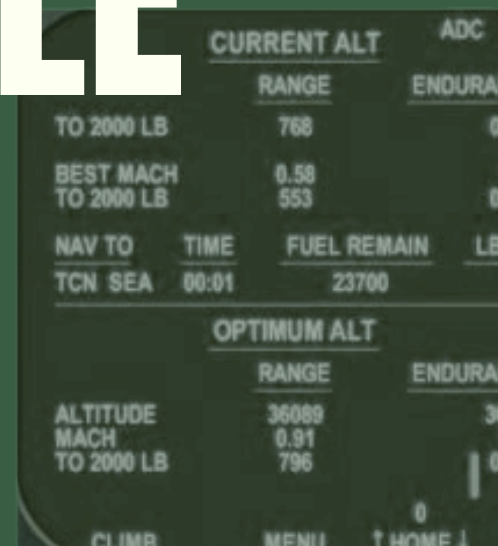 ADC
CURRENT ALT
RANGE
TO 2000 LB 768
BEST MACH 0.58
TO 2000 LB 553
NAV TO TIME FUEL REMAIN
TCN SEA 00:01 23700
OPTIMUM ALT
RANGE
ALTITUDE 36089
MACH 0.91
TO 2000 LB 796
0
CLIMB MENU ↑ HOME ↓